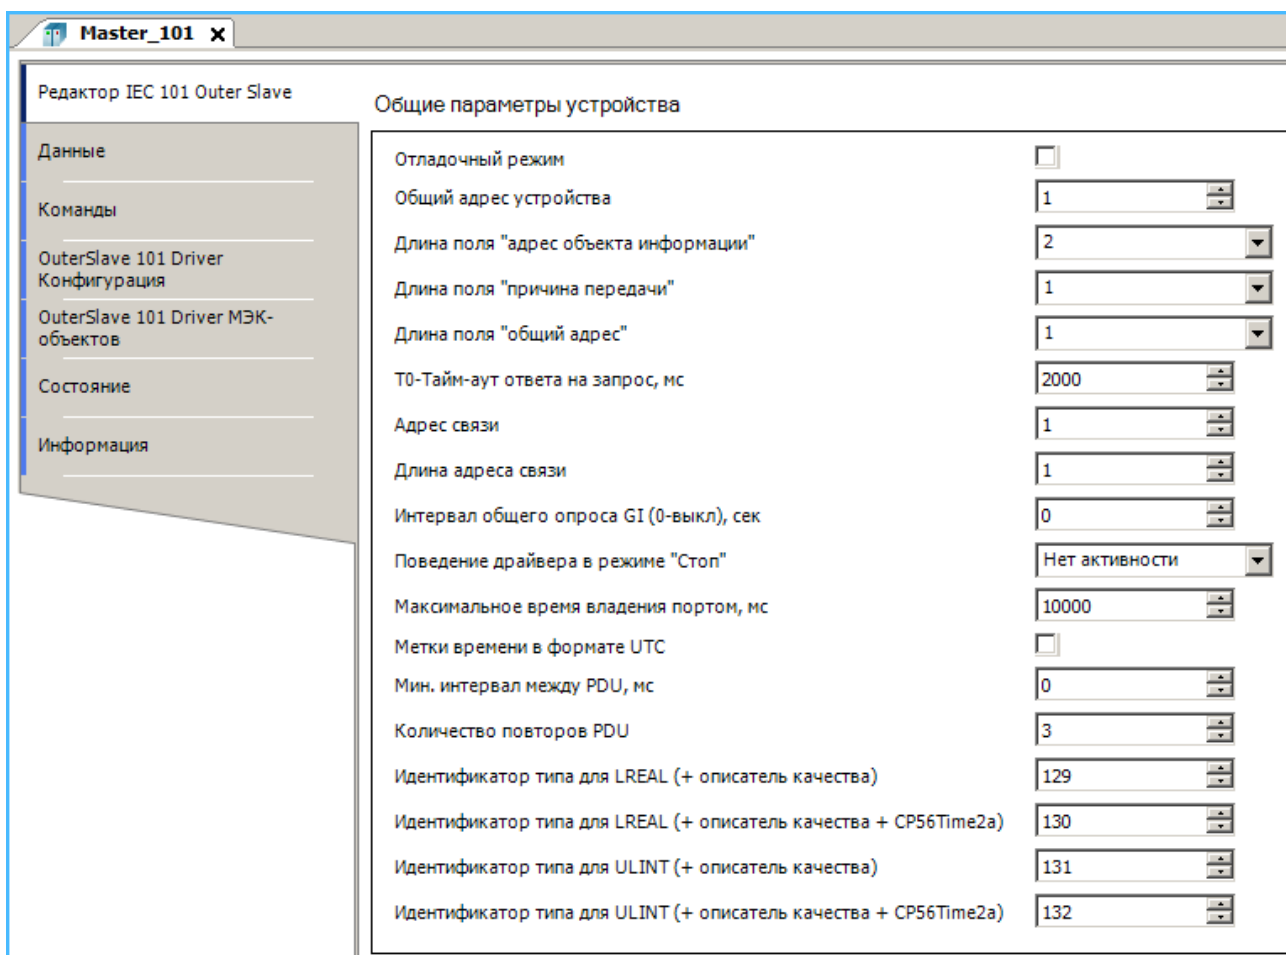 Master_101 x
Редактор IEC 101 Outer Slave
Данные
Команды
OuterSlave 101 Driver
Конфигурация
OuterSlave 101 Driver МЭК-
объектов
Состояние
Информация
Общие параметры устройства
Отладочный режим
Общий адрес устройства 1
Длина поля "адрес объекта информации" 2
Длина поля "причина передачи" 1
Длина поля "общий адрес" 1
T0-Тайм-аут ответа на запрос, мс 2000
Адрес связи 1
Длина адреса связи 1
Интервал общего опроса GI (0-выкл), сек 0
Поведение драйвера в режиме "Стоп" Нет активности
Максимальное время владения портом, мс 10000
Метки времени в формате UTC
Мин. интервал между PDU, мс 0
Количество повторов PDU 3
Идентификатор типа для LREAL (+ описатель качества) 129
Идентификатор типа для LREAL (+ описатель качества + CP56Time2a) 130
Идентификатор типа для ULINT (+ описатель качества) 131
Идентификатор типа для ULINT (+ описатель качества + CP56Time2a) 132